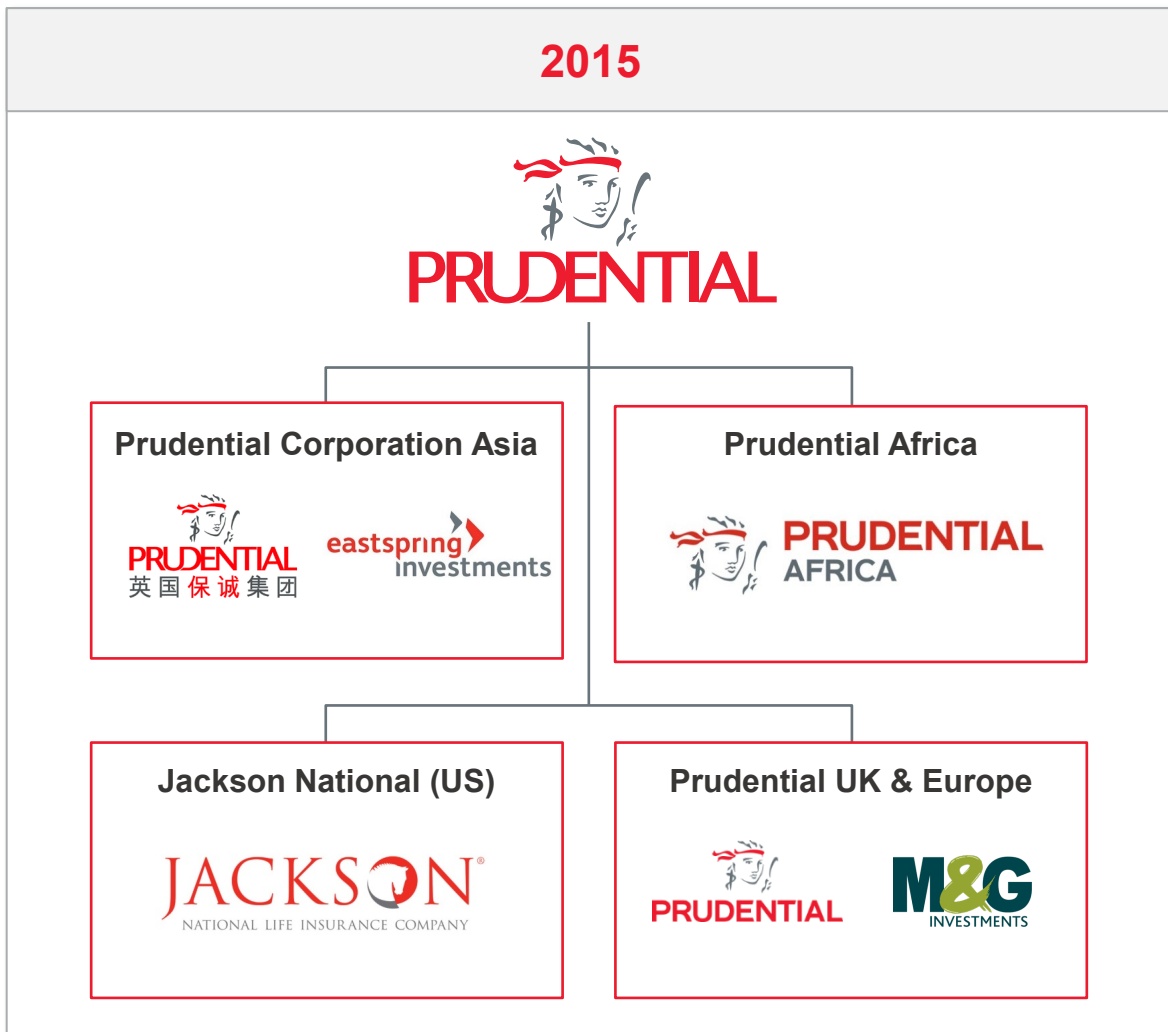 2015
PRUDENTIAL
Prudential Corporation Asia
PRUDENTIAL
英国保诚集团
eastspring
investments
Prudential Africa
PRUDENTIAL
AFRICA
Jackson National (US)
JACKSON®
NATIONAL LIFE INSURANCE COMPANY
Prudential UK & Europe
PRUDENTIAL
M&G
INVESTMENTS